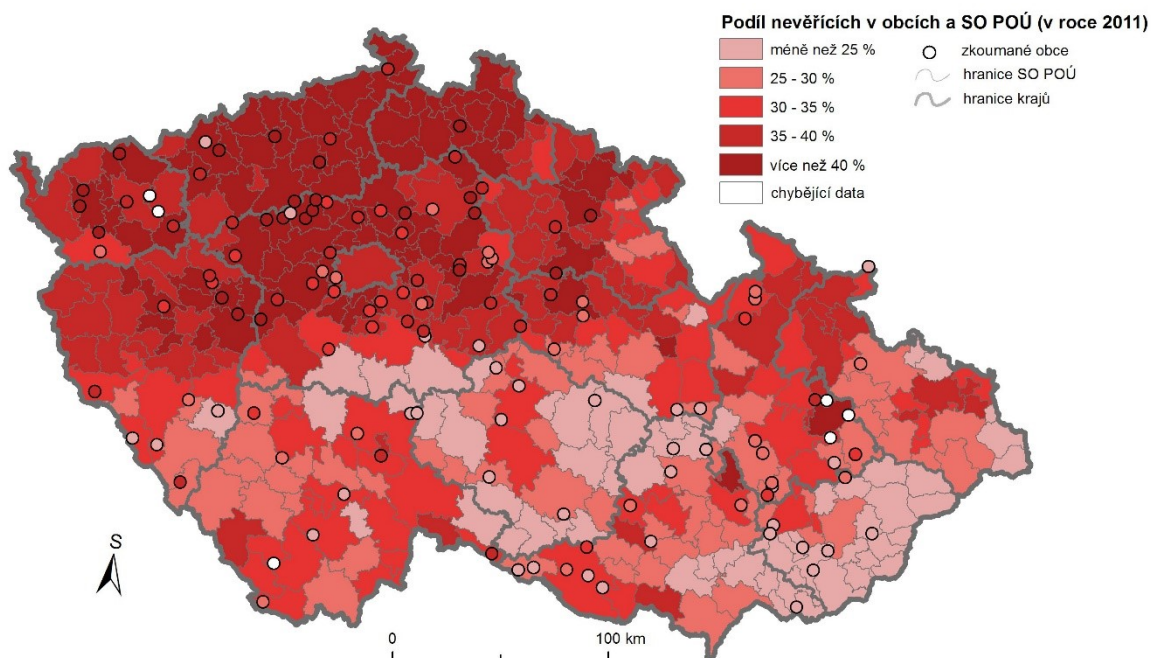 Podíl nevěřících v obcích a SO POÚ (v roce 2011)
méně než 25 %
25 - 30 %
30 - 35 %
35 - 40 %
více než 40 %
chybějící data
zkoumané obce
hranice SO POÚ
hranice krajů
S
0 100 km